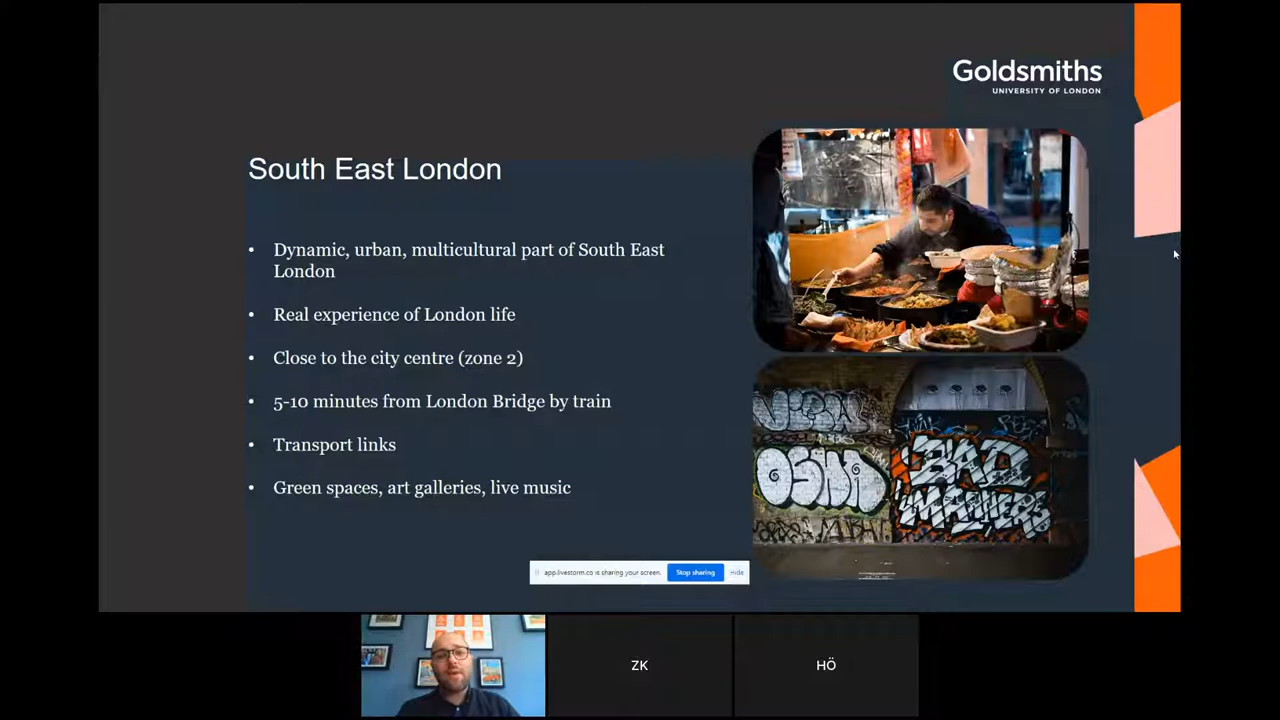 Goldsmiths
UNIVERSITY OF LONDON
South East London
• Dynamic, urban, multicultural part of South East
London
• Real experience of London life
• Close to the city centre (zone 2)
• 5-10 minutes from London Bridge by train
• Transport links
• Green spaces, art galleries, live music
BAD
MANNERS
app.livestorm.co is sharing your screen. Stop sharing Hide
ZK HÖ